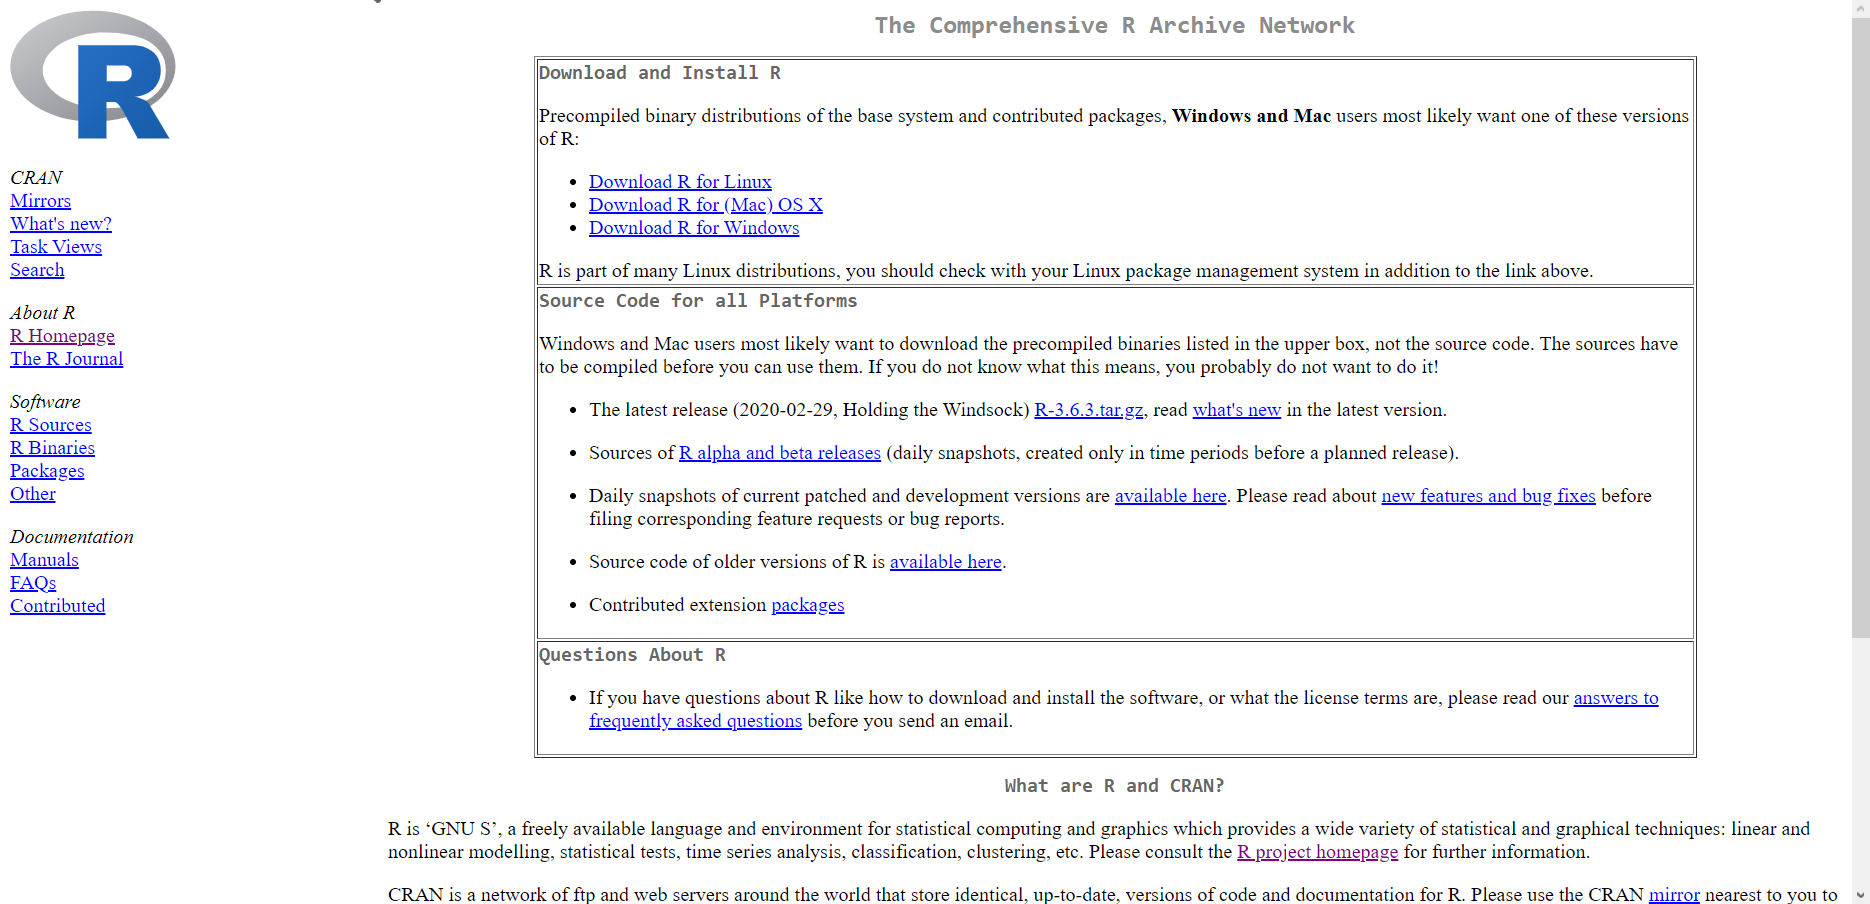 R
CRAN
Mirrors
What's new?
Task Views
Search
About R
R Homepage
The R Journal
Software
R Sources
R Binaries
Packages
Other
Documentation
Manuals
FAQs
Contributed
The Comprehensive R Archive Network
Download and Install R
Precompiled binary distributions of the base system and contributed packages, Windows and Mac users most likely want one of these versions
of R:
• Download R for Linux
• Download R for (Mac) OS X
• Download R for Windows
R is part of many Linux distributions, you should check with your Linux package management system in addition to the link above.
Source Code for all Platforms
Windows and Mac users most likely want to download the precompiled binaries listed in the upper box, not the source code. The sources have
to be compiled before you can use them. If you do not know what this means, you probably do not want to do it!
• The latest release (2020-02-29, Holding the Windsock) R-3.6.3.tar.gz, read what's new in the latest version.
• Sources of R alpha and beta releases (daily snapshots, created only in time periods before a planned release).
• Daily snapshots of current patched and development versions are available here. Please read about new features and bug fixes before
filing corresponding feature requests or bug reports.
• Source code of older versions of R is available here.
• Contributed extension packages
Questions About R
• If you have questions about R like how to download and install the software, or what the license terms are, please read our answers to
frequently asked questions before you send an email.
What are R and CRAN?
R is ‘GNU S’, a freely available language and environment for statistical computing and graphics which provides a wide variety of statistical and graphical techniques: linear and
nonlinear modelling, statistical tests, time series analysis, classification, clustering, etc. Please consult the R project homepage for further information.
CRAN is a network of ftp and web servers around the world that store identical, up-to-date, versions of code and documentation for R. Please use the CRAN mirror nearest to you to